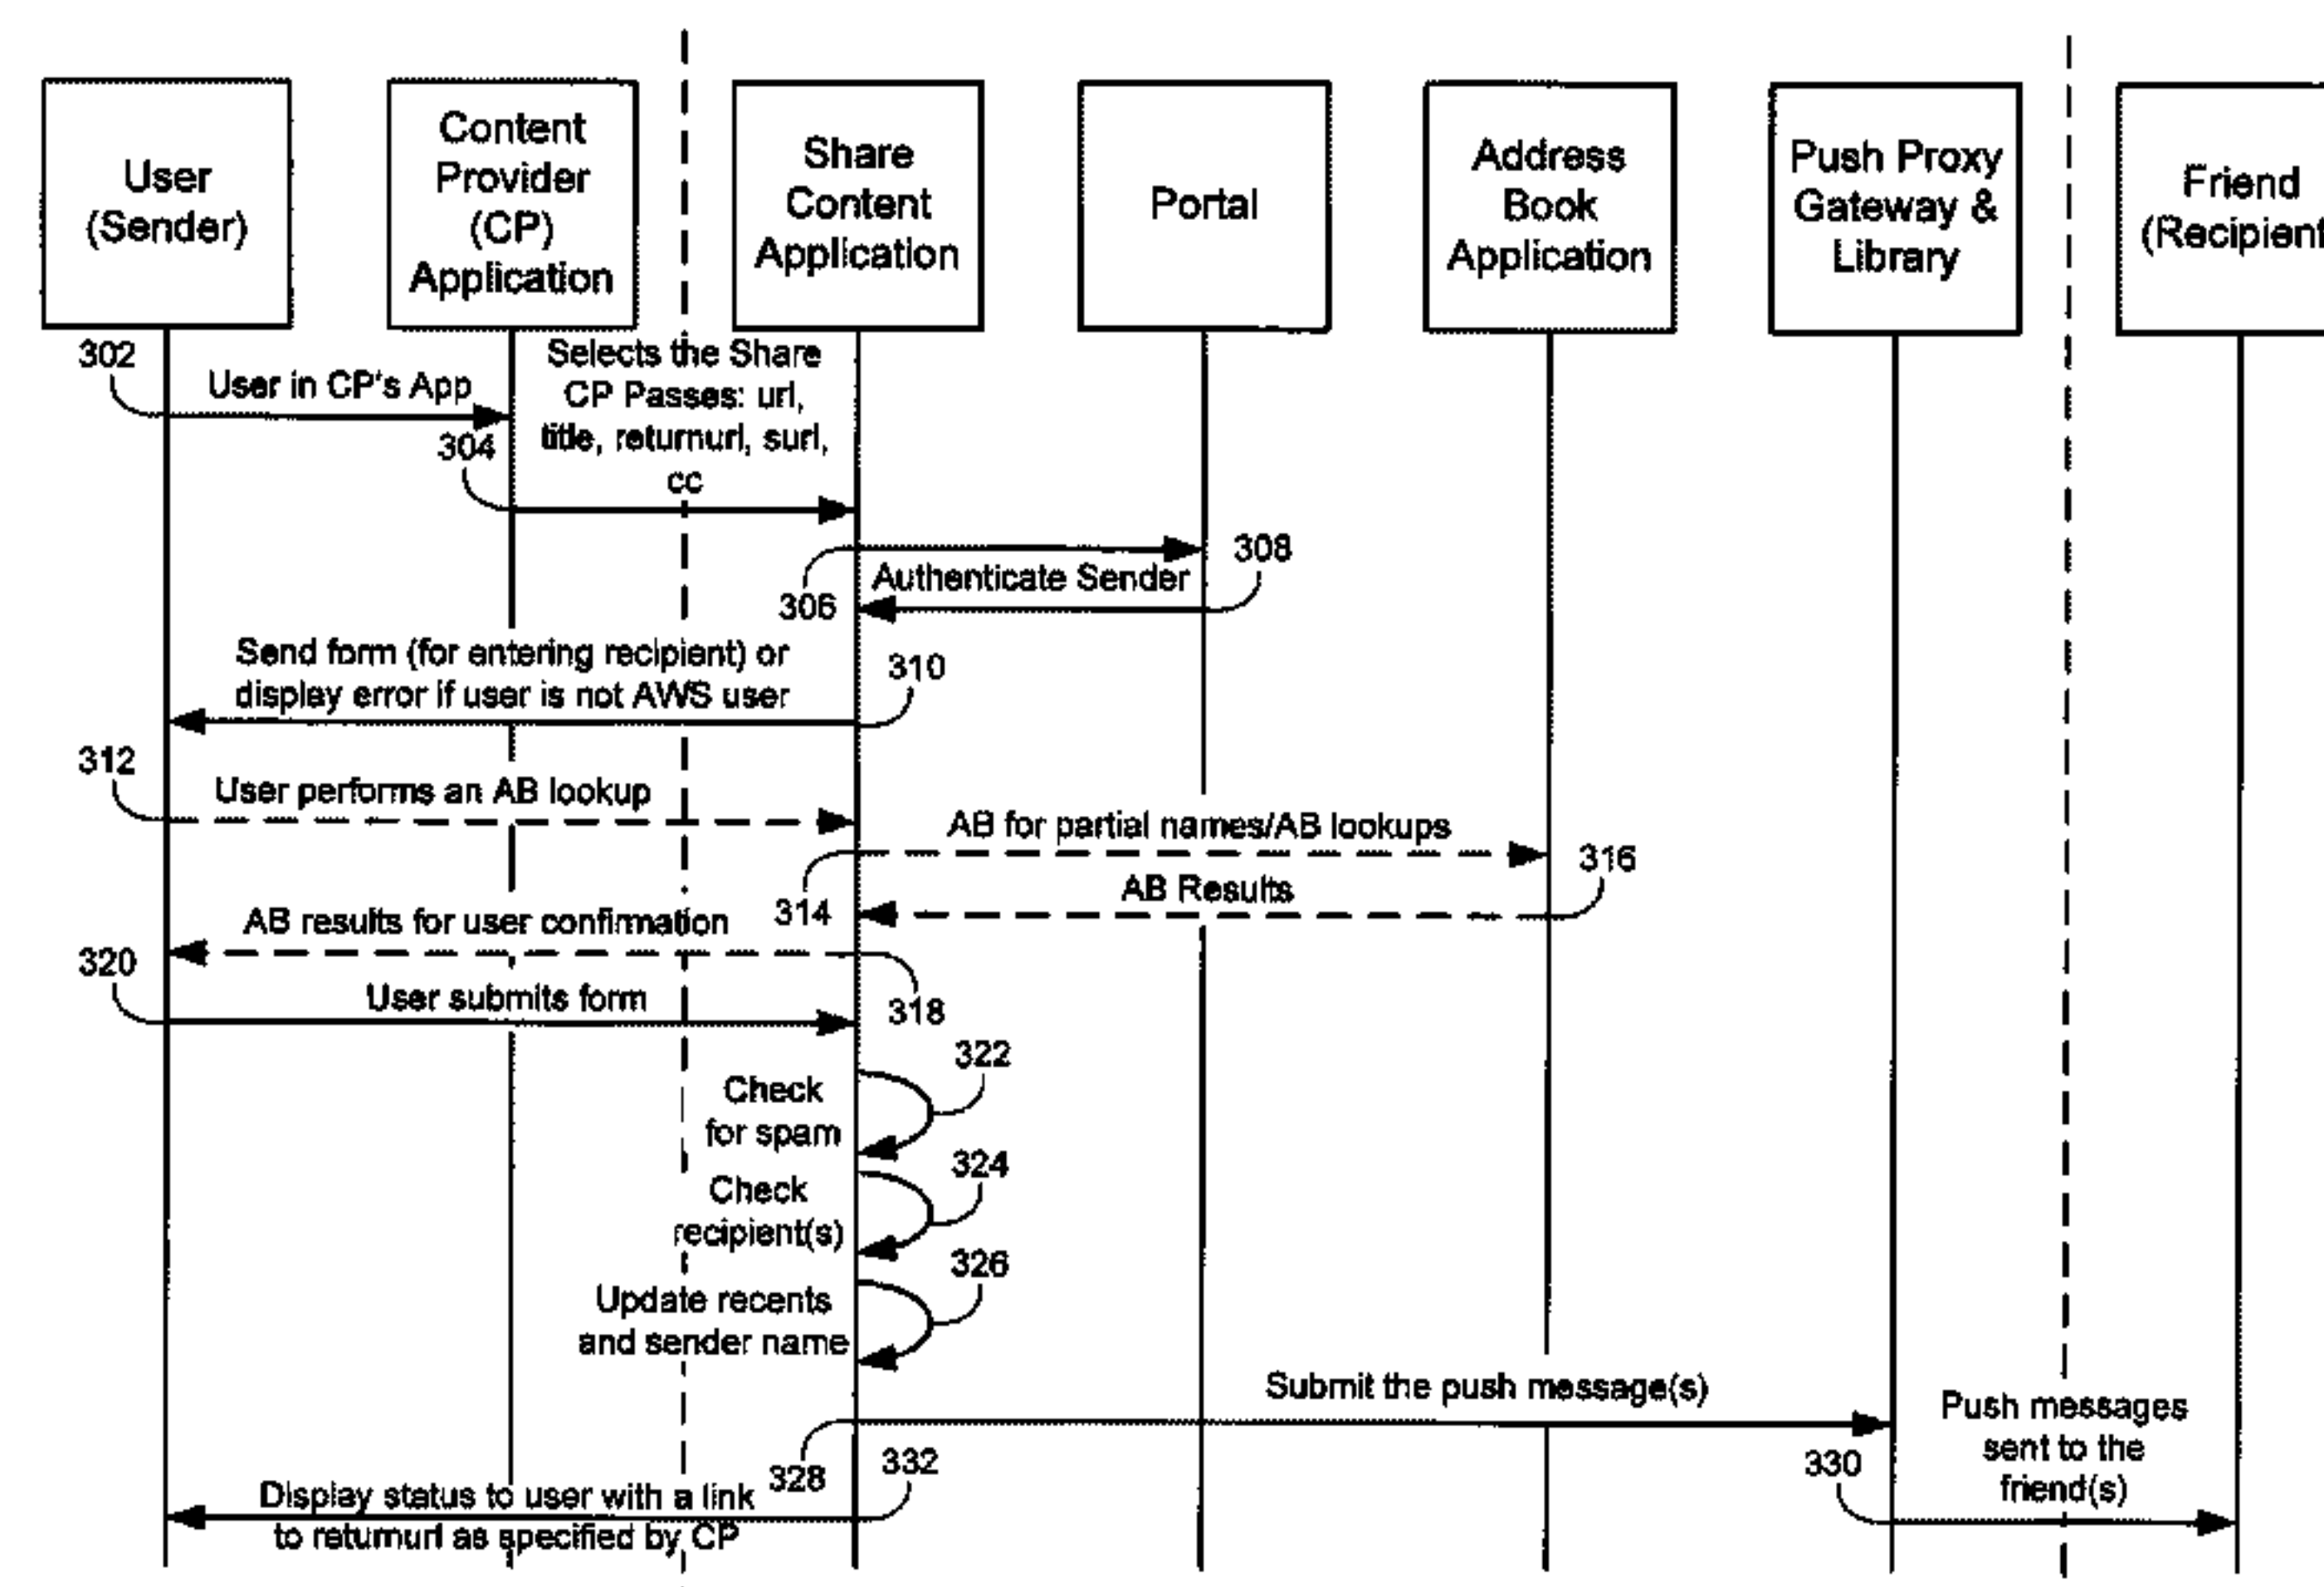 User
(Sender)
Content
Provider
(CP)
Application
Share
Content
Application
Portal
Address
Book
Application
Push Proxy
Gateway &
Library
Friend
(Recipient
302
User in CP's App
304
Selects the Share
CP Passes: url,
title, returnurl, surl,
cc
306
Authenticate Sender
308
Send form (for entering recipient) or
display error if user is not AWS user
310
312
User performs an AB lookup
AB for partial names/AB lookups
314
AB Results
316
AB results for user confirmation
318
320
User submits form
322
Check
for spam
324
Check
recipient(s)
326
Update recents
and sender name
Submit the push message(s)
328
Push messages
sent to the
friend(s)
330
332
Display status to user with a link
to returnurl as specified by CP